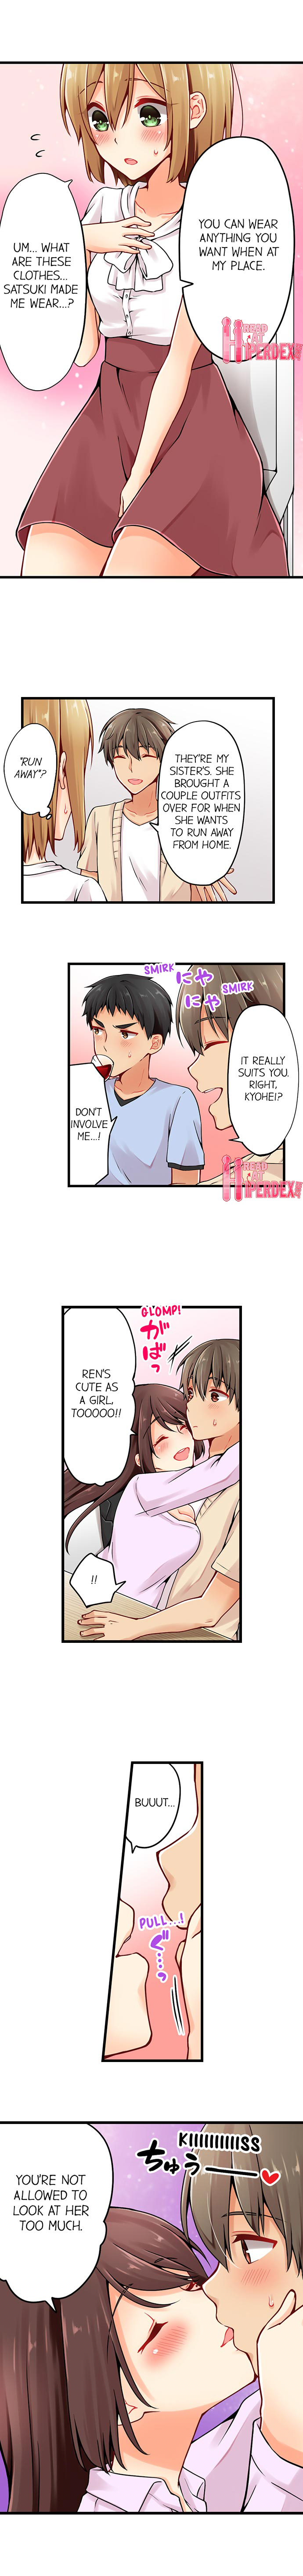 YOU CAN WEAR
ANYTHING YOU
WANT WHEN AT
MY PLACE.
UM... WHAT
ARE THESE
CLOTHES...
SATSUKI MADE
ME WEAR...?
READ
AT
HIPERDEX
"RUN
AWAY"?
THEY'RE MY
SISTER'S. SHE
BROUGHT A
COUPLE OUTFITS
OVER FOR WHEN
SHE WANTS
TO RUN AWAY
FROM HOME.
SMIRK
にや
にや
SMIRK
IT REALLY
SUITS YOU.
RIGHT,
KYOHEI?
DON'T
INVOLVE
ME...!
READ
AT
HIPERDEX
GLOMP!
がばっ
REN'S
CUTE AS
A GIRL,
TOOOOO!!
!!
BUUUT...
PULL...!
ぐ…っ
KIIIIIIIIIISS
ちゅうー
YOU'RE NOT
ALLOWED TO
LOOK AT HER
TOO MUCH.